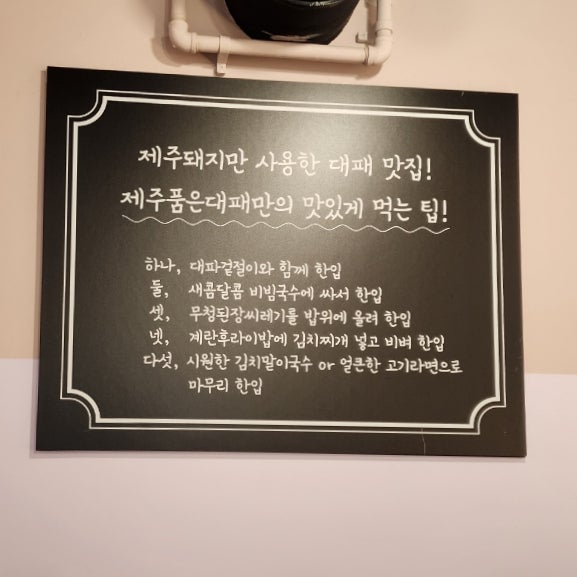 제주돼지만 사용한 대패 맛집!
제주품은대패만의 맛있게 먹는 팁!
하나, 대파겉절이와 함께 한입
둘, 새콤달콤 비빔국수에 싸서 한입
셋, 무청된장씨레기를 밥위에 올려 한입
넷, 계란후라이밥에 김치찌개 넣고 비벼 한입
다섯, 시원한 김치말이국수 or 얼큰한 고기라면으로
마무리 한입